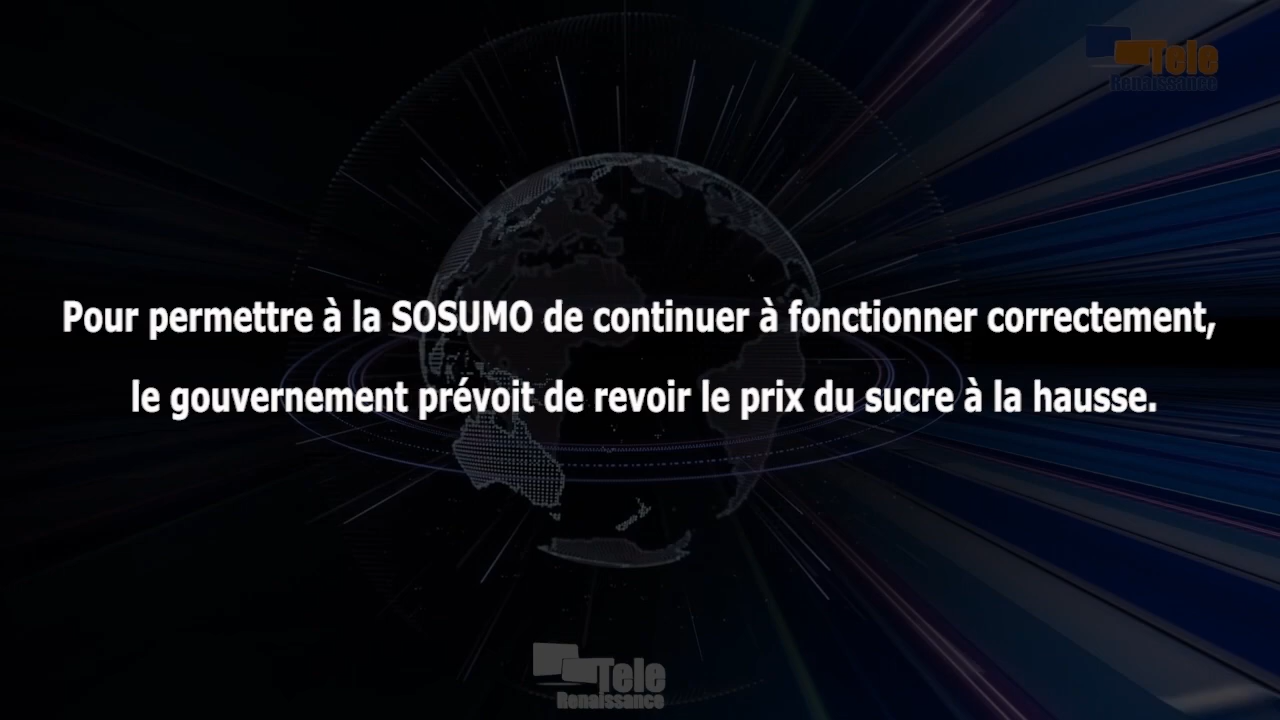 Tele
Renaissance
Pour permettre à la SOSUMO de continuer à fonctionner correctement,
le gouvernement prévoit de revoir le prix du sucre à la hausse.
Tele
Renaissance